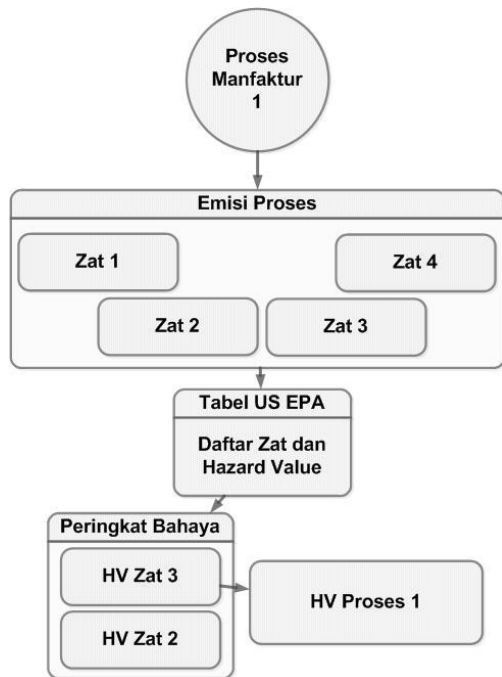 Proses
Manfaktur
1
Emisi Proses
Zat 1
Zat 4
Zat 2
Zat 3
Tabel US EPA
Daftar Zat dan
Hazard Value
Peringkat Bahaya
HV Zat 3
HV Proses 1
HV Zat 2